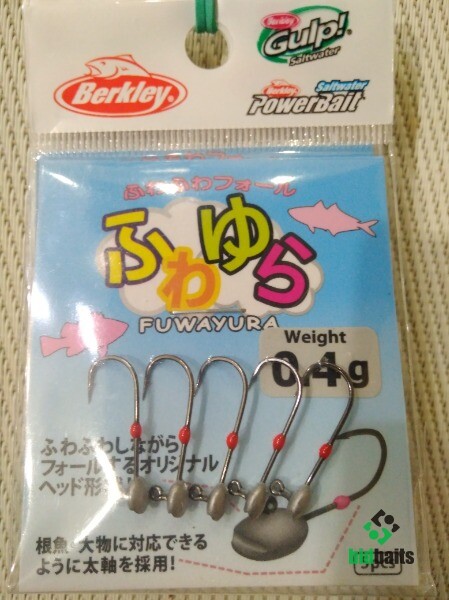 Berkley
Berkley
Gulp!
Saltwater
Saltwater
Berkley
PowerBait
ふわふわフォール
ふわゆら
FUWAYURA
Weight
0.4g
ふわふわしながら
フォールするオリジナル
ヘッド形
根魚・大物に対応できる
ように太軸を採用!
5pcs
baits